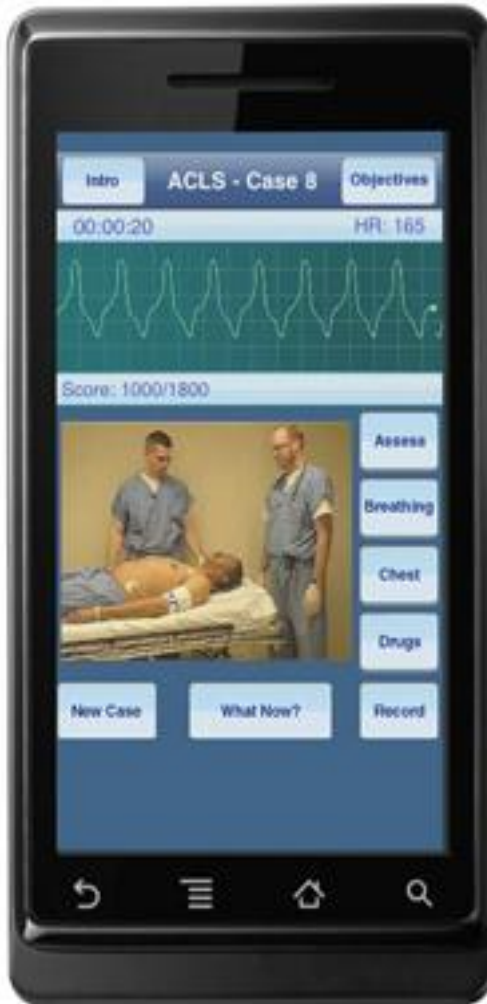 Intro
ACLS - Case 8
Objectives
00:00:20
HR: 165
Score: 1000/1800
Assess
Breathing
Chest
Drugs
New Case
What Now?
Record